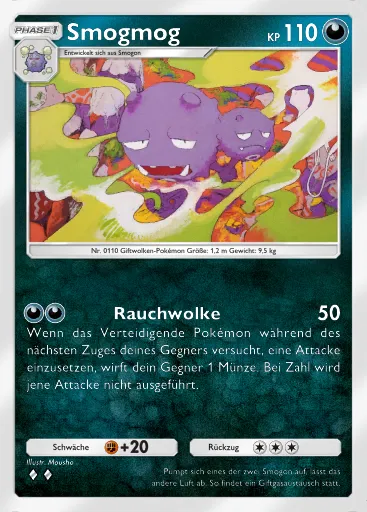 PHASE 1
Smogmog
KP 110
Entwickelt sich aus Smogon
Nr. 0110 Giftwolken-Pokémon Größe: 1,2 m Gewicht: 9,5 kg
Rauchwolke 50
Wenn das Verteidigende Pokémon während des
nächsten Zuges deines Gegners versucht, eine Attacke
einzusetzen, wirft dein Gegner 1 Münze. Bei Zahl wird
jene Attacke nicht ausgeführt.
Schwäche +20 Rückzug
Illustr. Mousho
Pumpt sich eines der zwei Smogon auf, lässt das
andere Luft ab. So findet ein Giftgasaustausch statt.